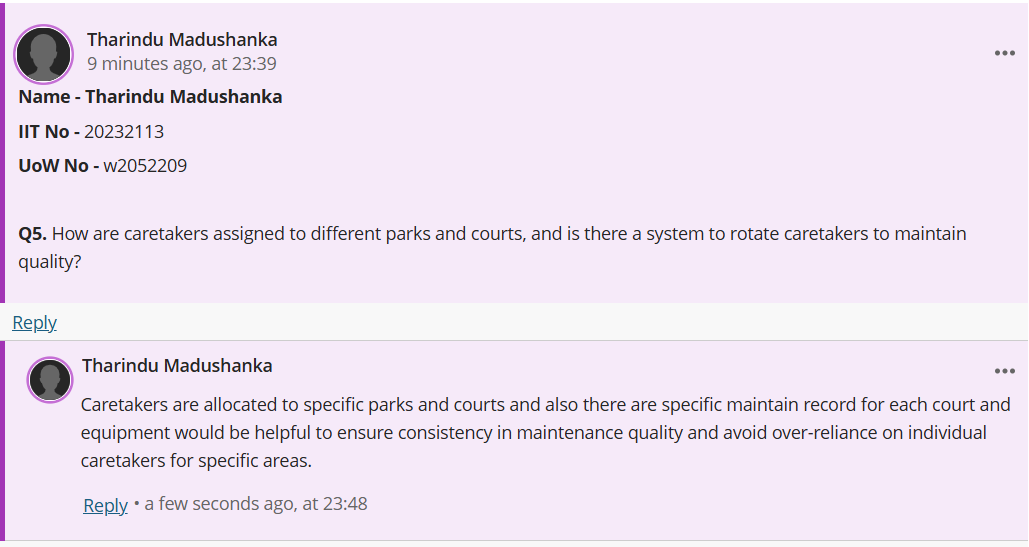 Tharindu Madushanka
9 minutes ago, at 23:39
Name - Tharindu Madushanka
IIT No - 20232113
UoW No - w2052209
Q5. How are caretakers assigned to different parks and courts, and is there a system to rotate caretakers to maintain
quality?
Reply
Tharindu Madushanka
Caretakers are allocated to specific parks and courts and also there are specific maintain record for each court and
equipment would be helpful to ensure consistency in maintenance quality and avoid over-reliance on individual
caretakers for specific areas.
Reply • a few seconds ago, at 23:48